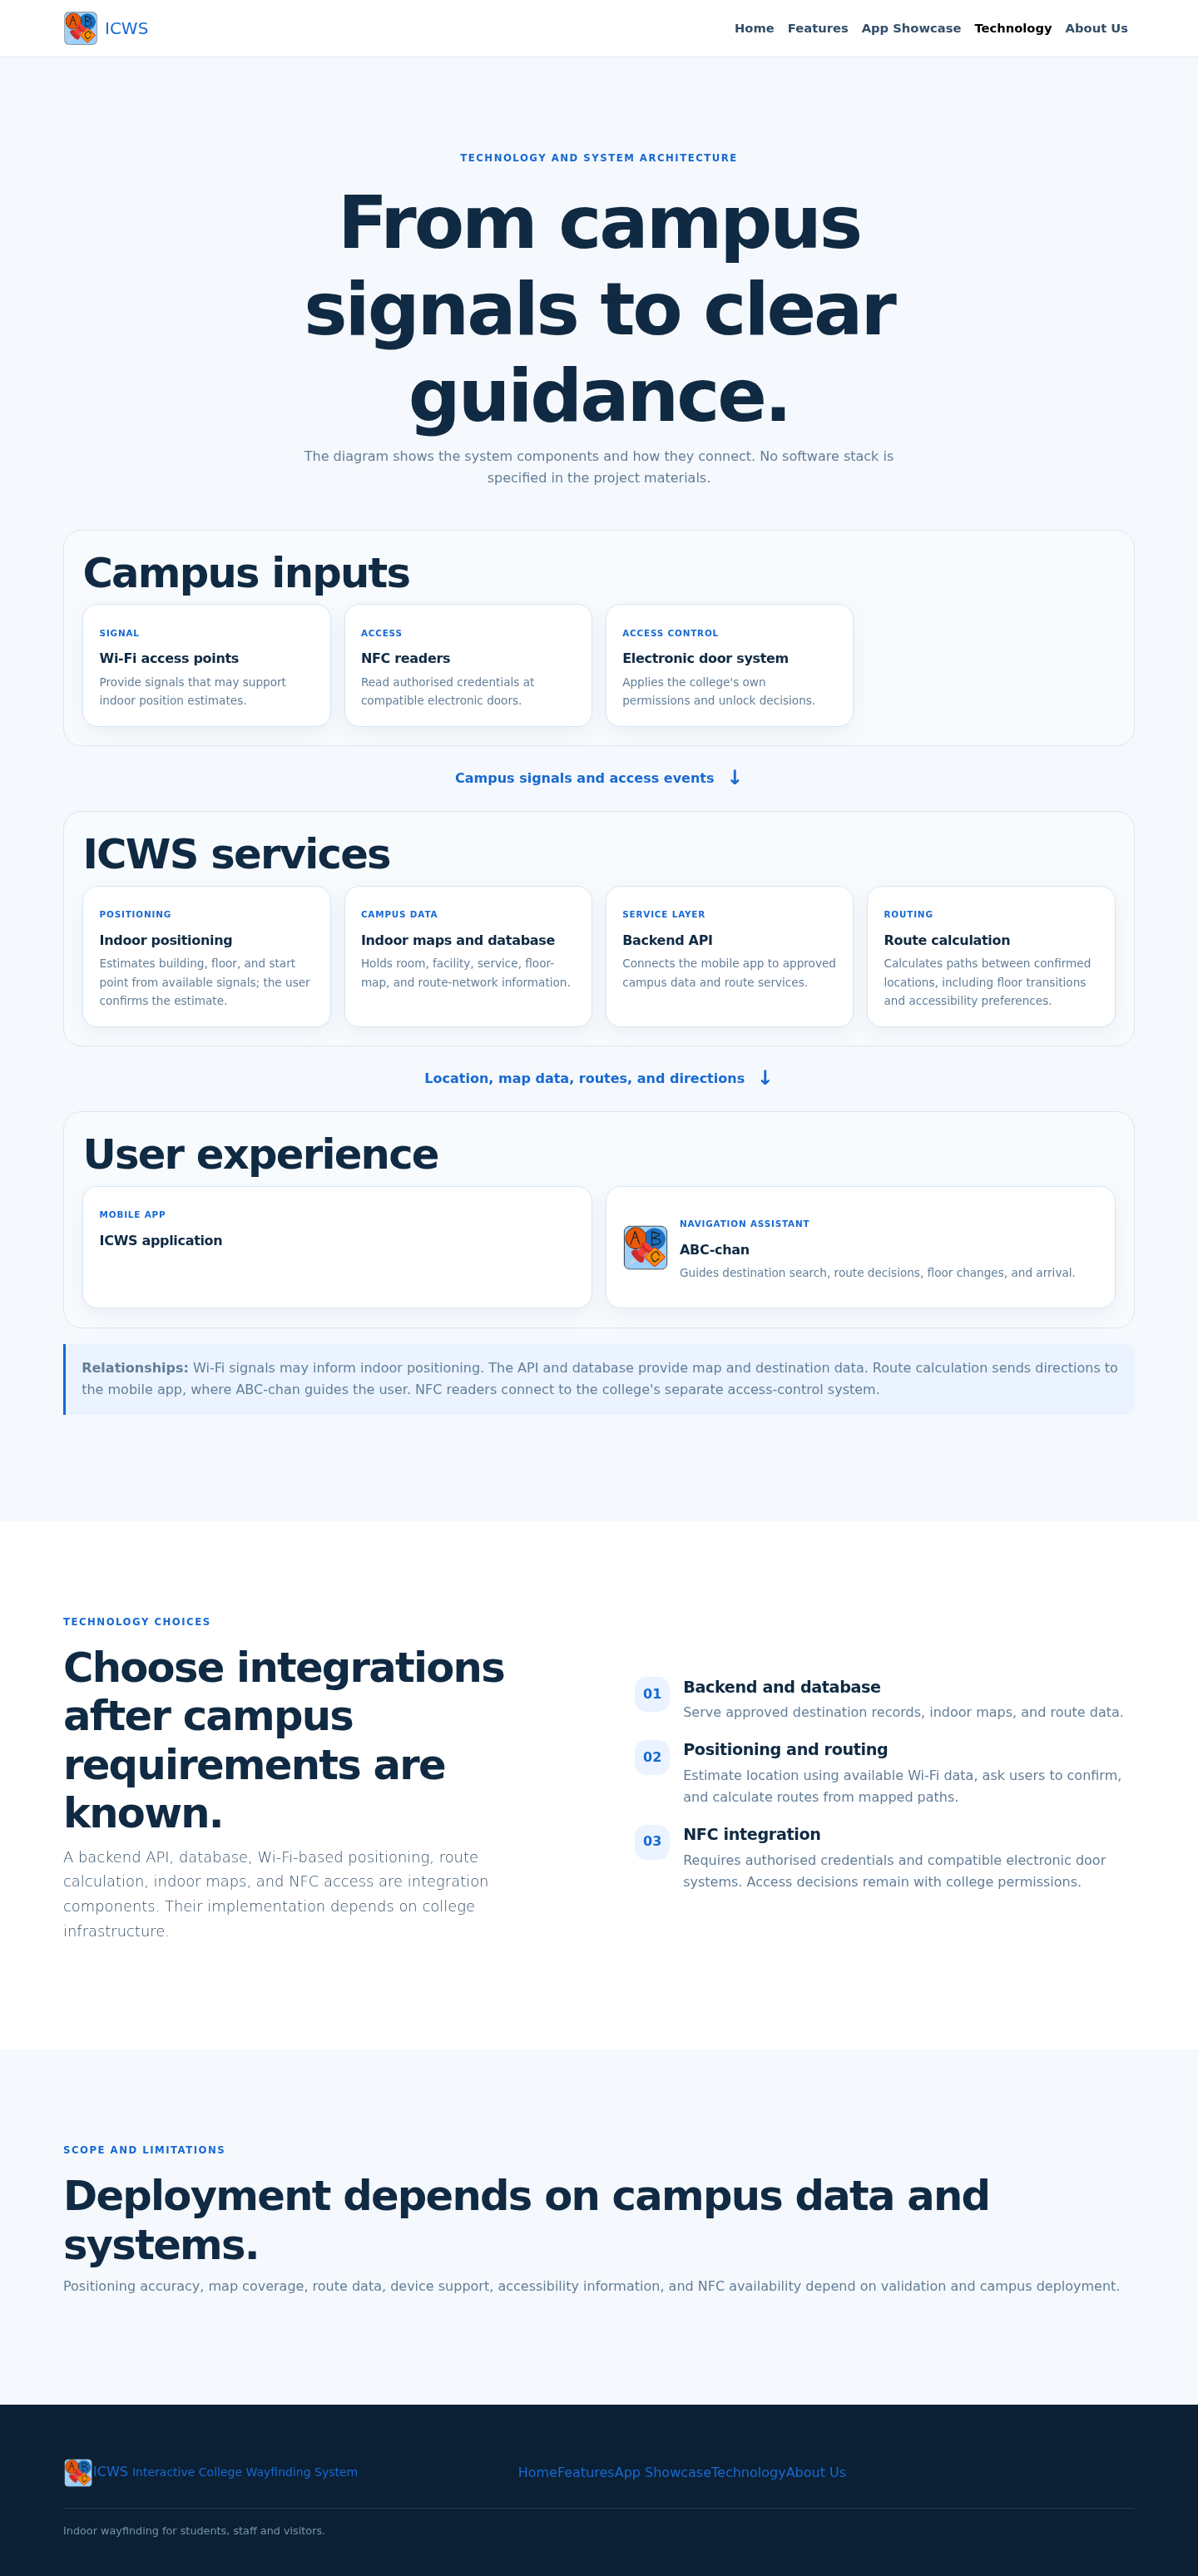 ABC ICWS
Home Features App Showcase Technology About Us
TECHNOLOGY AND SYSTEM ARCHITECTURE
From campus
signals to clear
guidance.
The diagram shows the system components and how they connect. No software stack is
specified in the project materials.
Campus inputs
SIGNAL
Wi-Fi access points
Provide signals that may support
indoor position estimates.
ACCESS
NFC readers
Read authorised credentials at
compatible electronic doors.
ACCESS CONTROL
Electronic door system
Applies the college's own
permissions and unlock decisions.
Campus signals and access events ↓
ICWS services
POSITIONING
Indoor positioning
Estimates building, floor, and start
point from available signals; the user
confirms the estimate.
CAMPUS DATA
Indoor maps and database
Holds room, facility, service, floor-
map, and route-network information.
SERVICE LAYER
Backend API
Connects the mobile app to approved
campus data and route services.
ROUTING
Route calculation
Calculates paths between confirmed
locations, including floor transitions
and accessibility preferences.
Location, map data, routes, and directions ↓
User experience
MOBILE APP
ICWS application
ABC
NAVIGATION ASSISTANT
ABC-chan
Guides destination search, route decisions, floor changes, and arrival.
Relationships: Wi-Fi signals may inform indoor positioning. The API and database provide map and destination data. Route calculation sends directions to
the mobile app, where ABC-chan guides the user. NFC readers connect to the college's separate access-control system.
TECHNOLOGY CHOICES
Choose integrations
after campus
requirements are
known.
A backend API, database, Wi-Fi-based positioning, route
calculation, indoor maps, and NFC access are integration
components. Their implementation depends on college
infrastructure.
01 Backend and database
Serve approved destination records, indoor maps, and route data.
02 Positioning and routing
Estimate location using available Wi-Fi data, ask users to confirm,
and calculate routes from mapped paths.
03 NFC integration
Requires authorised credentials and compatible electronic door
systems. Access decisions remain with college permissions.
SCOPE AND LIMITATIONS
Deployment depends on campus data and
systems.
Positioning accuracy, map coverage, route data, device support, accessibility information, and NFC availability depend on validation and campus deployment.
ABC ICWS Interactive College Wayfinding System
HomeFeaturesApp ShowcaseTechnologyAbout Us
Indoor wayfinding for students, staff and visitors.